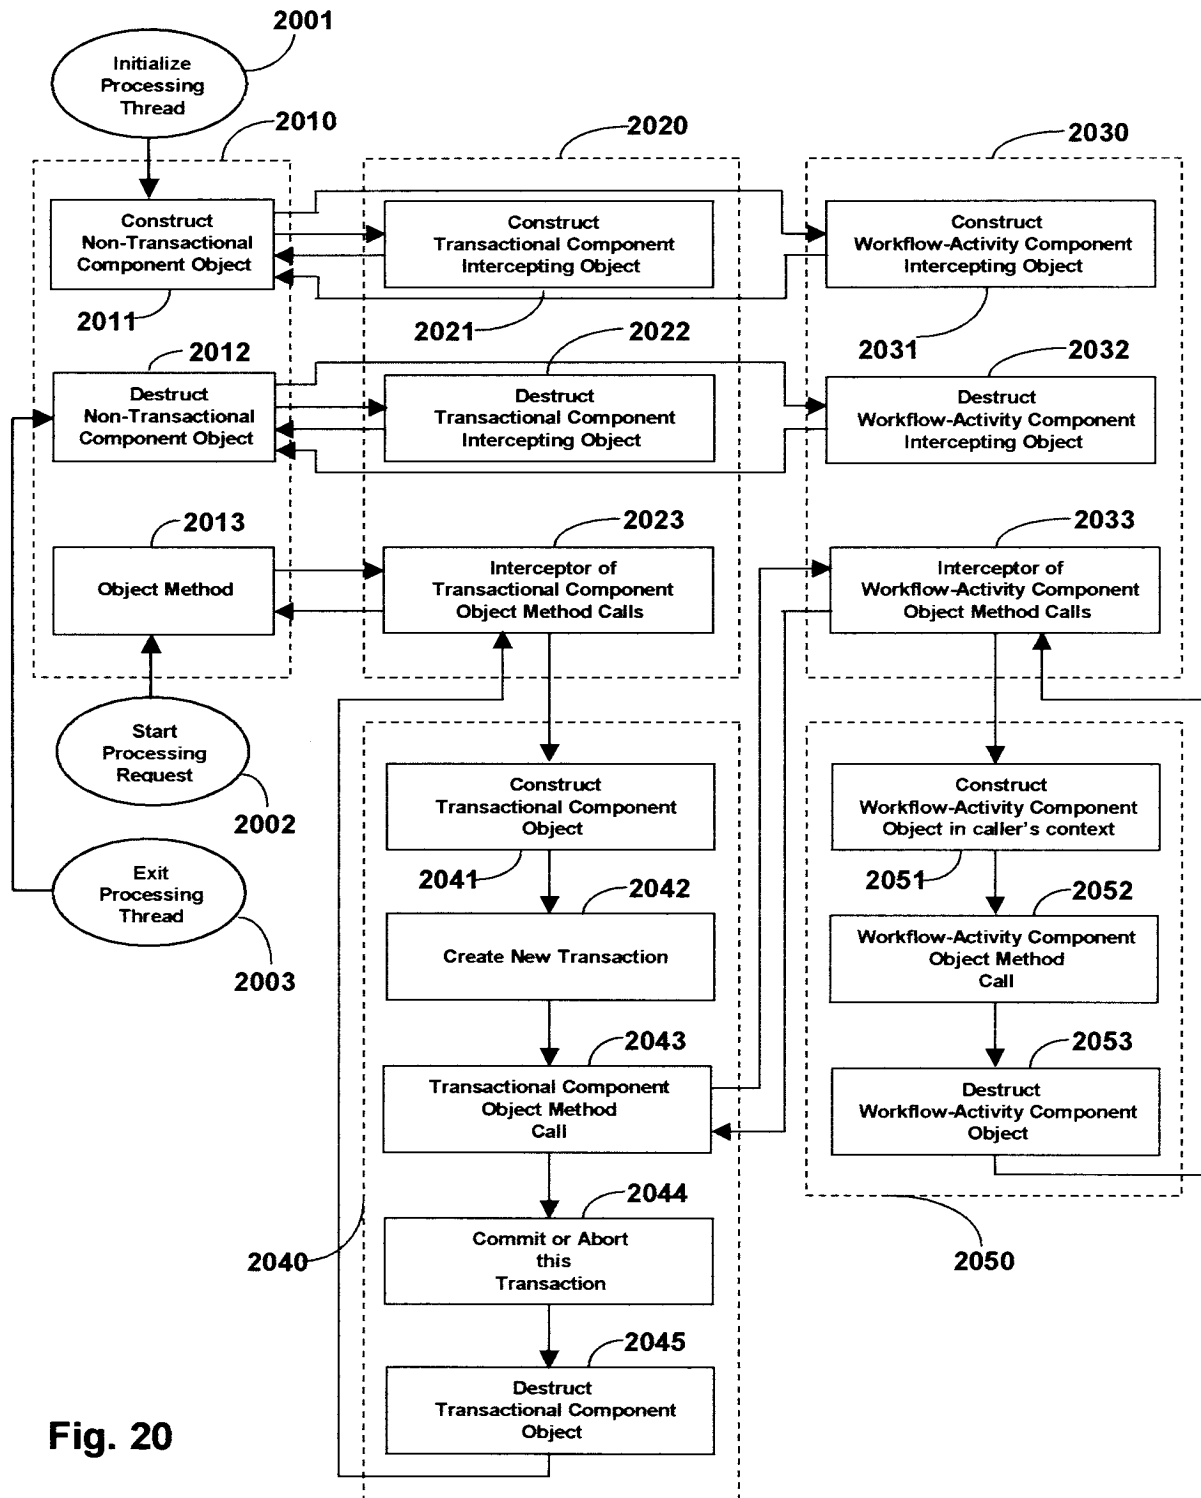 2001
Initialize
Processing
Thread
2010
2020
2030
Construct
Non-Transactional
Component Object
Construct
Transactional Component
Intercepting Object
Construct
Workflow-Activity Component
Intercepting Object
2011
2021
2031
2012
2022
2032
Destruct
Non-Transactional
Component Object
Destruct
Transactional Component
Intercepting Object
Destruct
Workflow-Activity Component
Intercepting Object
2013
2023
2033
Object Method
Interceptor of
Transactional Component
Object Method Calls
Interceptor of
Workflow-Activity Component
Object Method Calls
Start
Processing
Request
2002
Construct
Transactional Component
Object
Construct
Workflow-Activity Component
Object in caller's context
2041
2042
2051
2052
Exit
Processing
Thread
2003
Create New Transaction
Workflow-Activity Component
Object Method
Call
2043
2053
Transactional Component
Object Method
Call
Destruct
Workflow-Activity Component
Object
2044
2040
2050
Commit or Abort
this
Transaction
2045
Destruct
Transactional Component
Object
Fig. 20